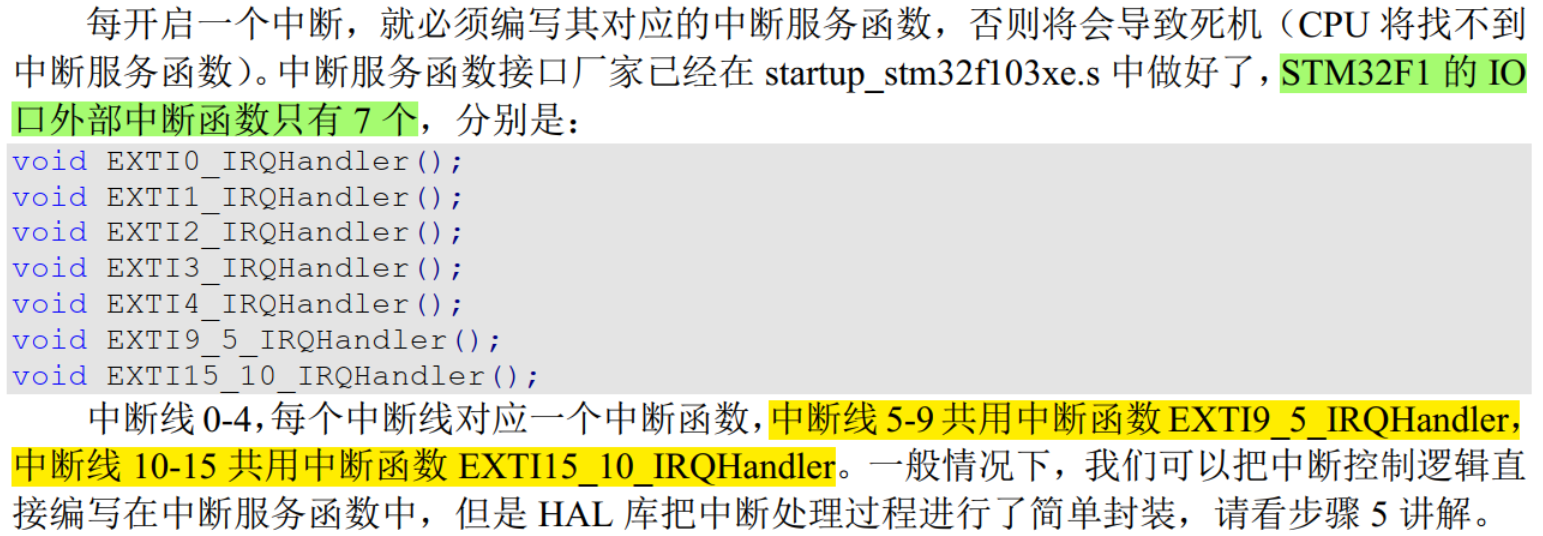 每开启一个中断，就必须编写其对应的中断服务函数，否则将会导致死机（CPU 将找不到
中断服务函数）。中断服务函数接口厂家已经在 startup_stm32f103xe.s 中做好了，STM32F1 的 IO
口外部中断函数只有 7 个，分别是：
void EXTI0_IRQHandler();
void EXTI1_IRQHandler();
void EXTI2_IRQHandler();
void EXTI3_IRQHandler();
void EXTI4_IRQHandler();
void EXTI9_5_IRQHandler();
void EXTI15_10_IRQHandler();
中断线 0-4，每个中断线对应一个中断函数，中断线 5-9 共用中断函数 EXTI9_5_IRQHandler，
中断线 10-15 共用中断函数 EXTI15_10_IRQHandler。一般情况下，我们可以把中断控制逻辑直
接编写在中断服务函数中，但是 HAL 库把中断处理过程进行了简单封装，请看步骤 5 讲解。